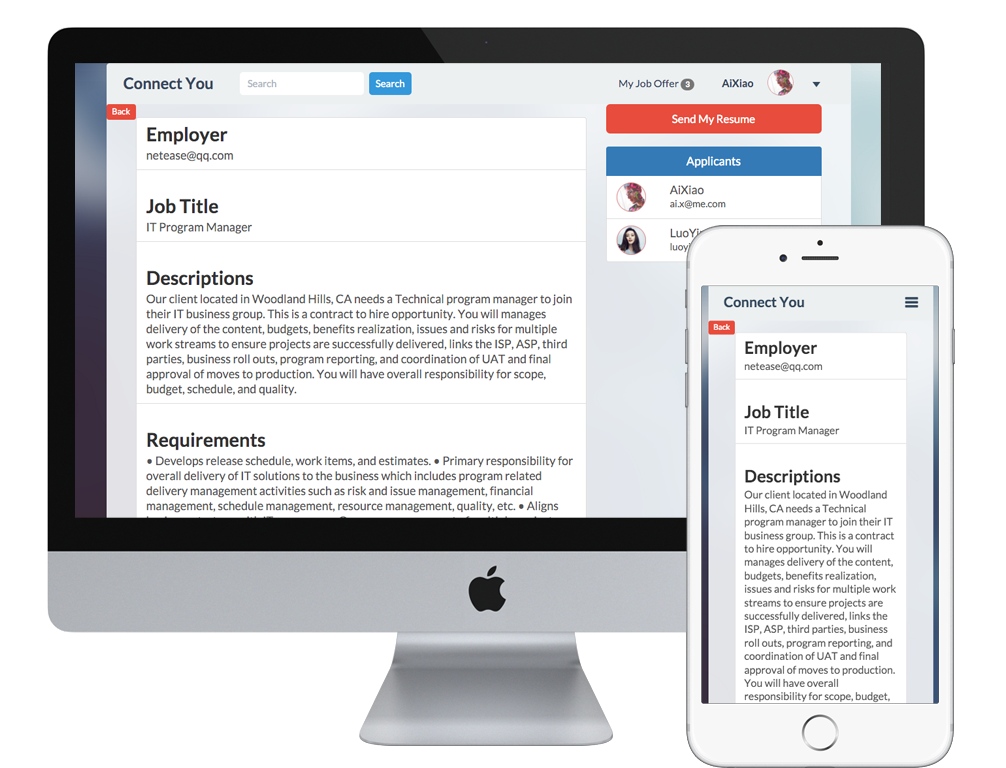 Connect You
Search
Search
My Job Offer 3
AiXiao
Back
Employer
netease@qq.com
Job Title
IT Program Manager
Descriptions
Our client located in Woodland Hills, CA needs a Technical program manager to join
their IT business group. This is a contract to hire opportunity. You will manages
delivery of the content, budgets, benefits realization, issues and risks for multiple
work streams to ensure projects are successfully delivered, links the ISP, ASP, third
parties, business roll outs, program reporting, and coordination of UAT and final
approval of moves to production. You will have overall responsibility for scope,
budget, schedule, and quality.
Requirements
• Develops release schedule, work items, and estimates. • Primary responsibility for
overall delivery of IT solutions to the business which includes program related
delivery management activities such as risk and issue management, financial
management, schedule management, resource management, quality, etc. • Aligns
Send My Resume
Applicants
AiXiao
ai.x@me.com
Connect You
Back
Employer
netease@qq.com
Job Title
IT Program Manager
Descriptions
Our client located in Woodland
Hills, CA needs a Technical
program manager to join their IT
business group. This is a contract
to hire opportunity. You will
manages delivery of the content,
budgets, benefits realization,
issues and risks for multiple work
streams to ensure projects are
successfully delivered, links the
ISP, ASP, third parties, business
roll outs, program reporting, and
coordination of UAT and final
approval of moves to production.
You will have overall
responsibility for scope, budget,